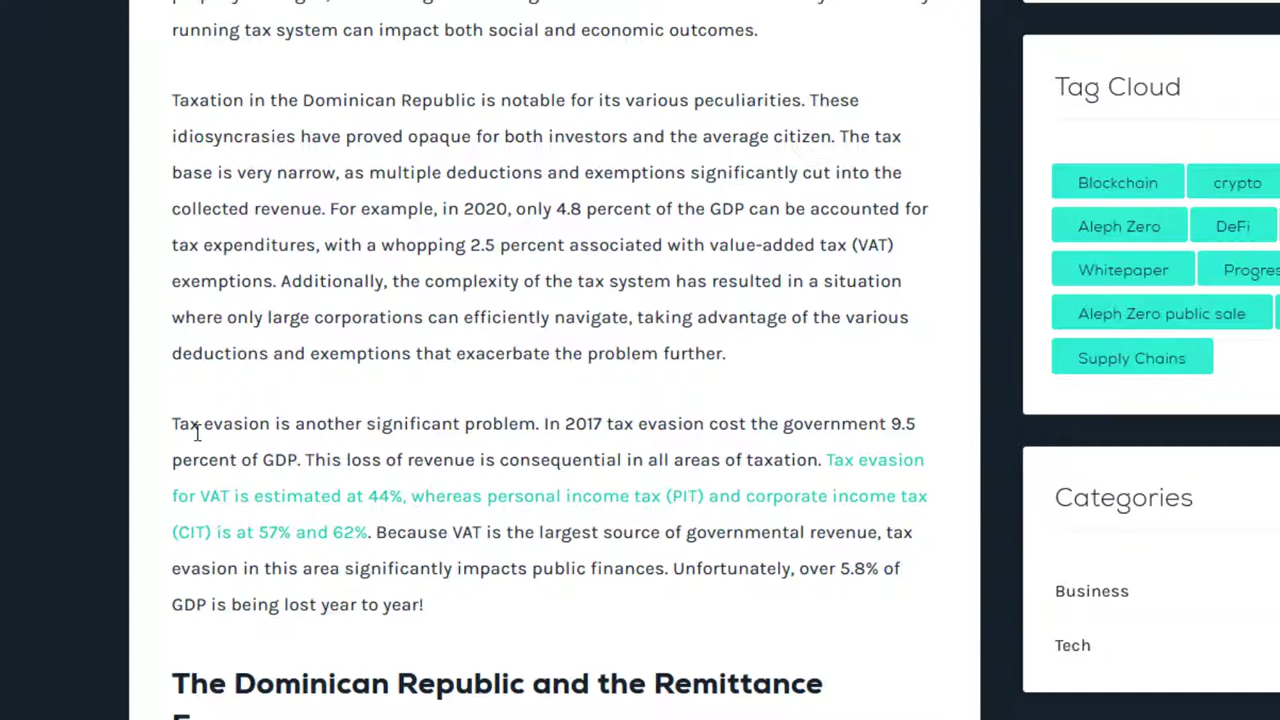 running tax system can impact both social and economic outcomes.
Taxation in the Dominican Republic is notable for its various peculiarities. These
idiosyncrasies have proved opaque for both investors and the average citizen. The tax
base is very narrow, as multiple deductions and exemptions significantly cut into the
collected revenue. For example, in 2020, only 4.8 percent of the GDP can be accounted for
tax expenditures, with a whopping 2.5 percent associated with value-added tax (VAT)
exemptions. Additionally, the complexity of the tax system has resulted in a situation
where only large corporations can efficiently navigate, taking advantage of the various
deductions and exemptions that exacerbate the problem further.
Tax evasion is another significant problem. In 2017 tax evasion cost the government 9.5
percent of GDP. This loss of revenue is consequential in all areas of taxation. Tax evasion
for VAT is estimated at 44%, whereas personal income tax (PIT) and corporate income tax
(CIT) is at 57% and 62%. Because VAT is the largest source of governmental revenue, tax
evasion in this area significantly impacts public finances. Unfortunately, over 5.8% of
GDP is being lost year to year!
The Dominican Republic and the Remittance
Tag Cloud
Blockchain crypto
Aleph Zero DeFi
Whitepaper Progres
Aleph Zero public sale
Supply Chains
Categories
Business
Tech